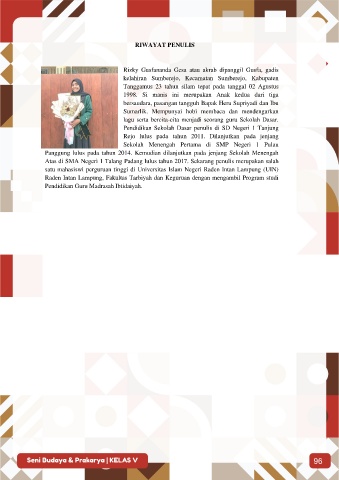 RIWAYAT PENULIS
Rizky Gusfananda Gesa atau akrab dipanggil Gusfa, gadis
kelahiran Sumberejo, Kecamatan Sumberejo, Kabupaten
Tanggamus 23 tahun silam tepat pada tanggal 02 Agustus
1998. Si manis ini merupakan Anak kedua dari tiga
bersaudara, pasangan tangguh Bapak Heru Supriyadi dan Ibu
Sumarlik. Mempunyai hobi membaca dan mendengarkan
lagu serta bercita-cita menjadi seorang guru Sekolah Dasar.
Pendidikan Sekolah Dasar penulis di SD Negeri 1 Tanjung
Rejo lulus pada tahun 2011. Dilanjutkan pada jenjang
Sekolah Menengah Pertama di SMP Negeri 1 Pulau
Panggung lulus pada tahun 2014. Kemudian dilanjutkan pada jenjang Sekolah Menengah
Atas di SMA Negeri 1 Talang Padang lulus tahun 2017. Sekarang penulis merupakan salah
satu mahasiswi perguruan tinggi di Universitas Islam Negeri Raden Intan Lampung (UIN)
Raden Intan Lampung, Fakultas Tarbiyah dan Keguruan dengan mengambil Program studi
Pendidikan Guru Madrasah Ibtidaiyah.
Seni Budaya & Prakarya | KELAS V
96